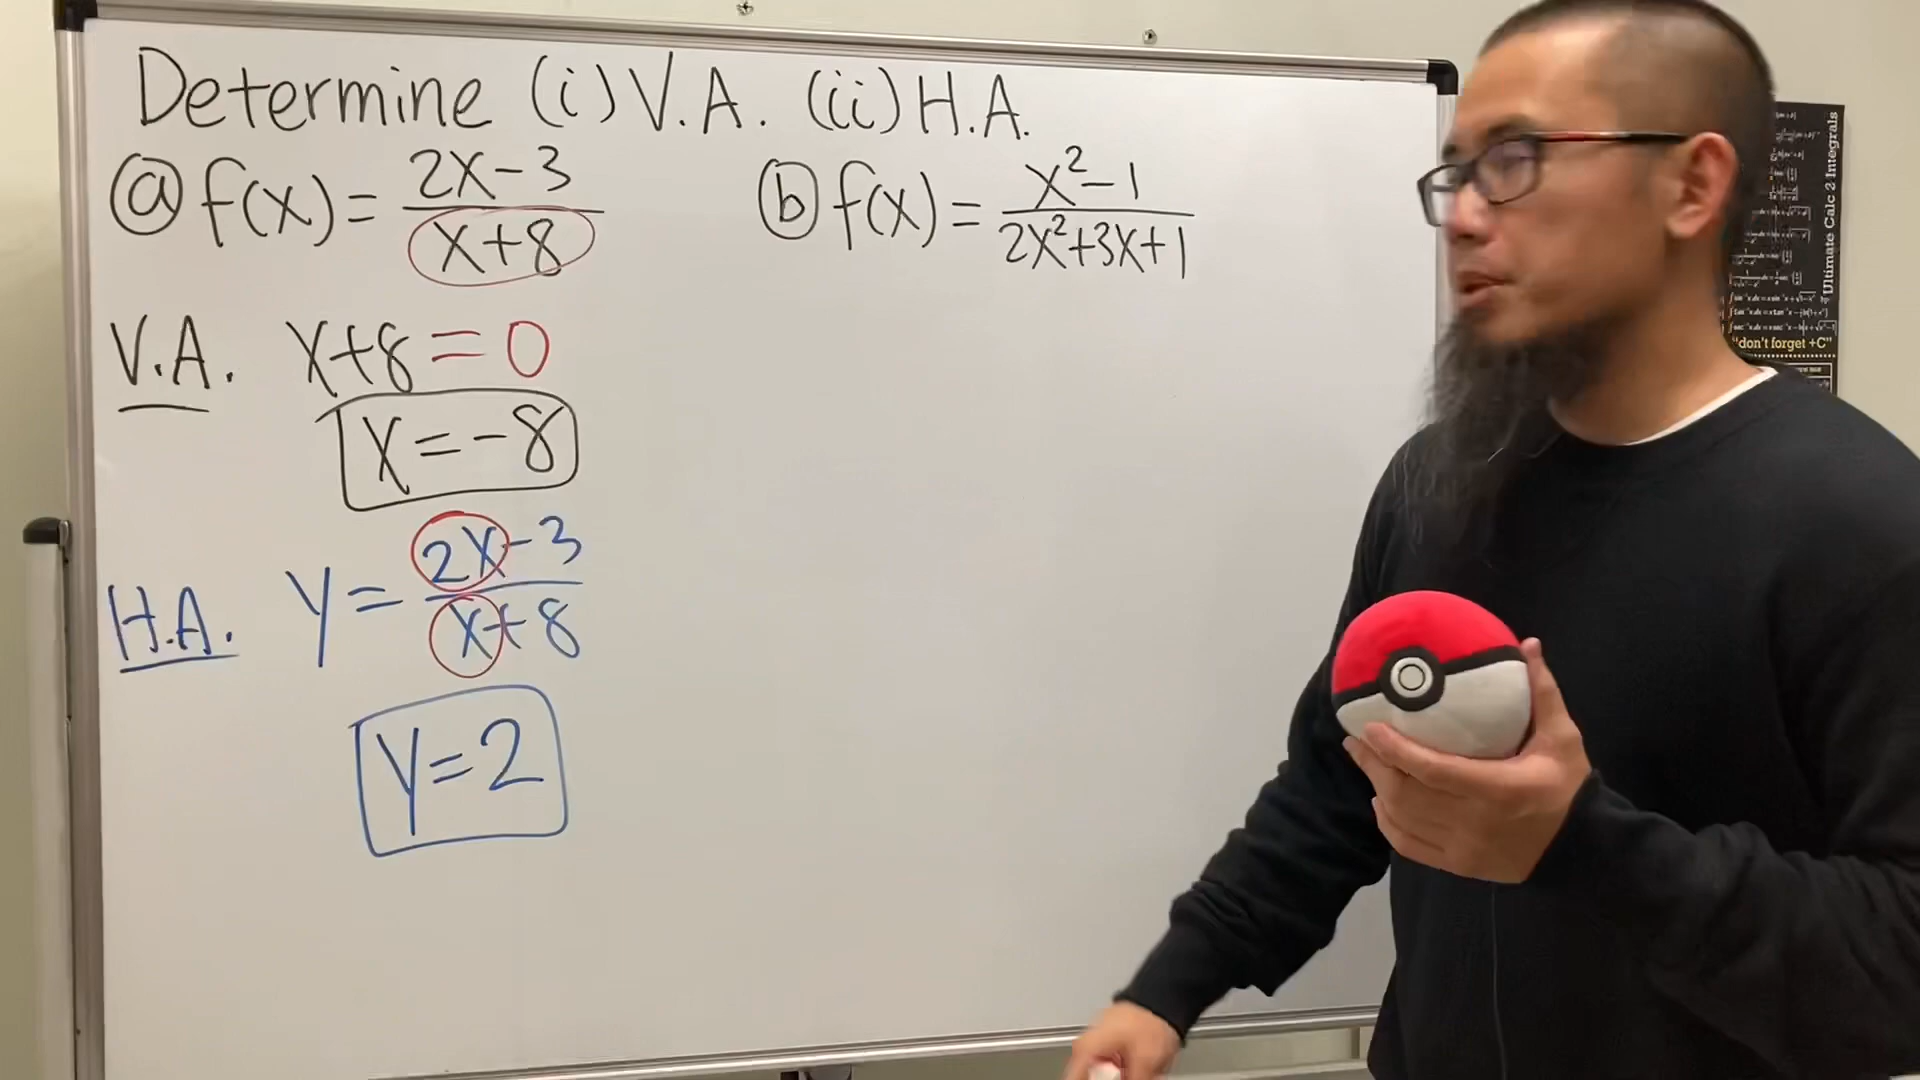 Determine (i) V.A. (ii) H.A.
ⓐ f(x) = (2x-3)/(x+8)
ⓑ f(x) = (x²-1)/(2x²+3x+1)
V.A. x+8 = 0
x = -8
H.A. y = (2x-3)/(x+8)
y = 2
Ultimate Calc 2 Integrals
"don't forget +C"